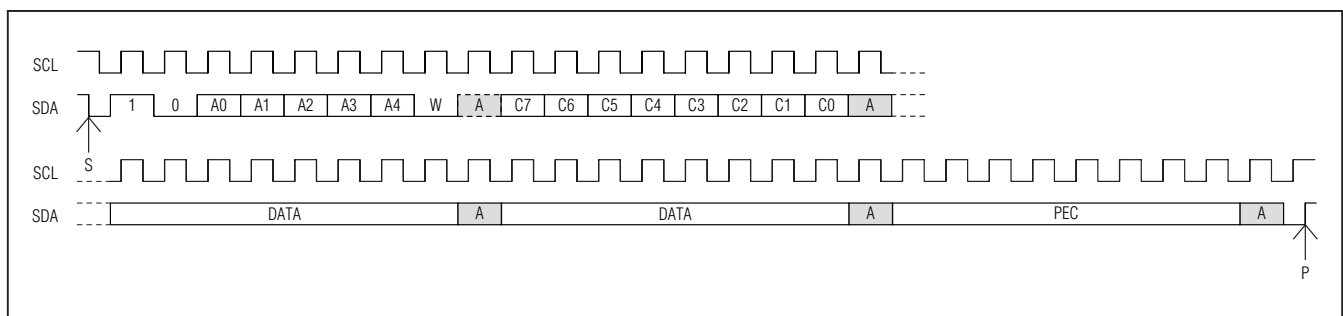 SCL
SDA 1 0 A0 A1 A2 A3 A4 W A C7 C6 C5 C4 C3 C2 C1 C0 A
S
SCL
SDA DATA A DATA A PEC A
P